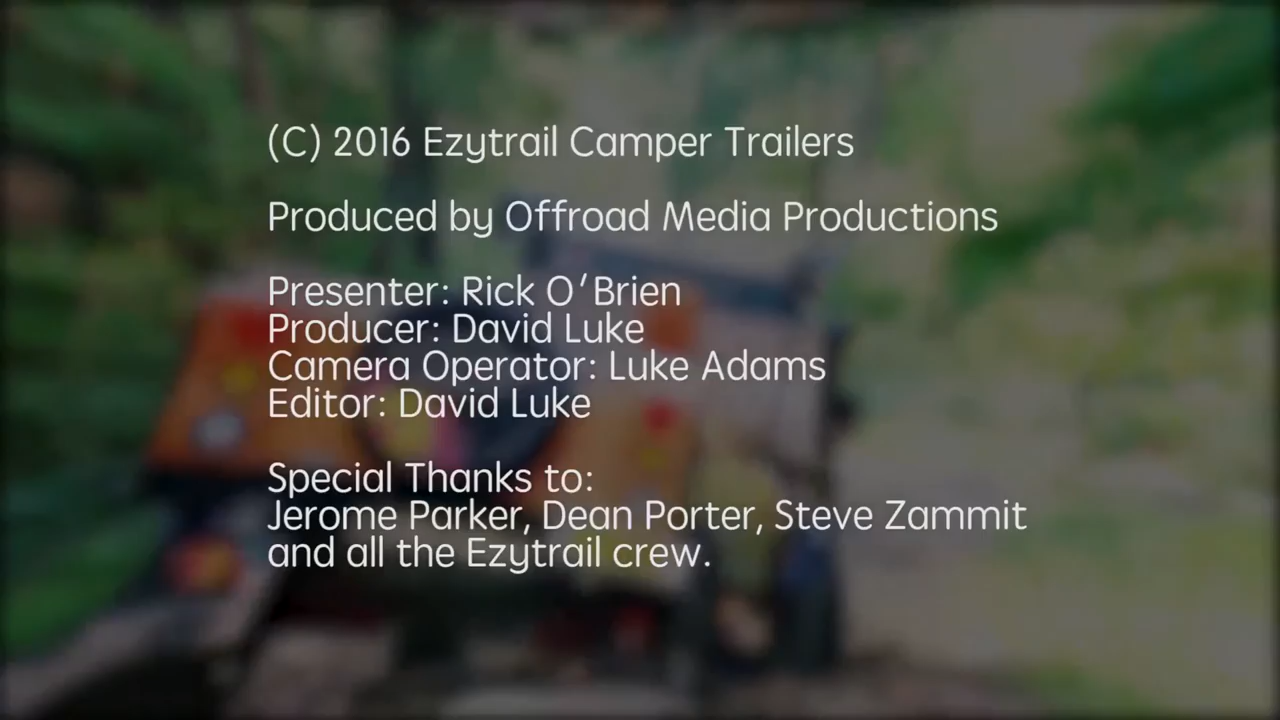 (C) 2016 Ezytrail Camper Trailers
Produced by Offroad Media Productions
Presenter: Rick O'Brien
Producer: David Luke
Camera Operator: Luke Adams
Editor: David Luke
Special Thanks to:
Jerome Parker, Dean Porter, Steve Zammit
and all the Ezytrail crew.